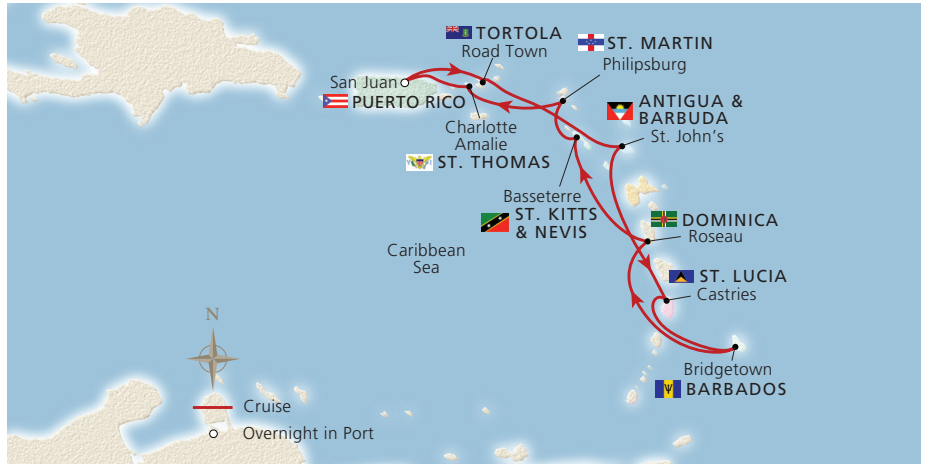 TORTOLA
Road Town
ST. MARTIN
Philipsburg
San Juan
PUERTO RICO
ANTIGUA &
BARBUDA
St. John's
Charlotte
Amalie
ST. THOMAS
Basseterre
ST. KITTS
& NEVIS
DOMINICA
Roseau
Caribbean
Sea
ST. LUCIA
Castries
N
Bridgetown
BARBADOS
Cruise
Overnight in Port